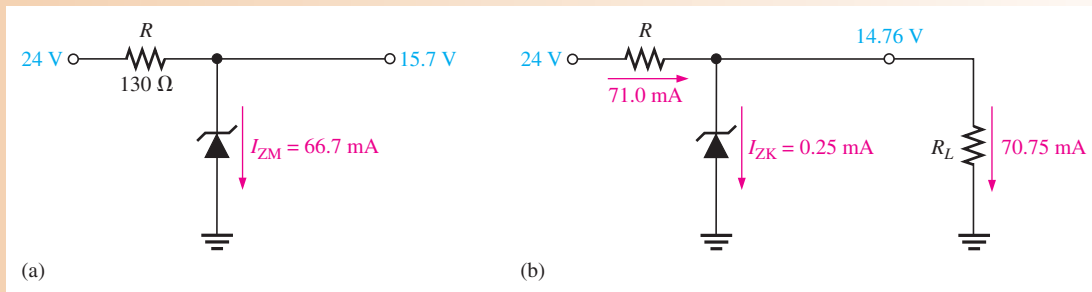 R
24 V
15.7 V
130 Ω
I_ZM = 66.7 mA
(a)
14.76 V
R
24 V
71.0 mA
I_ZK = 0.25 mA
R_L
70.75 mA
(b)